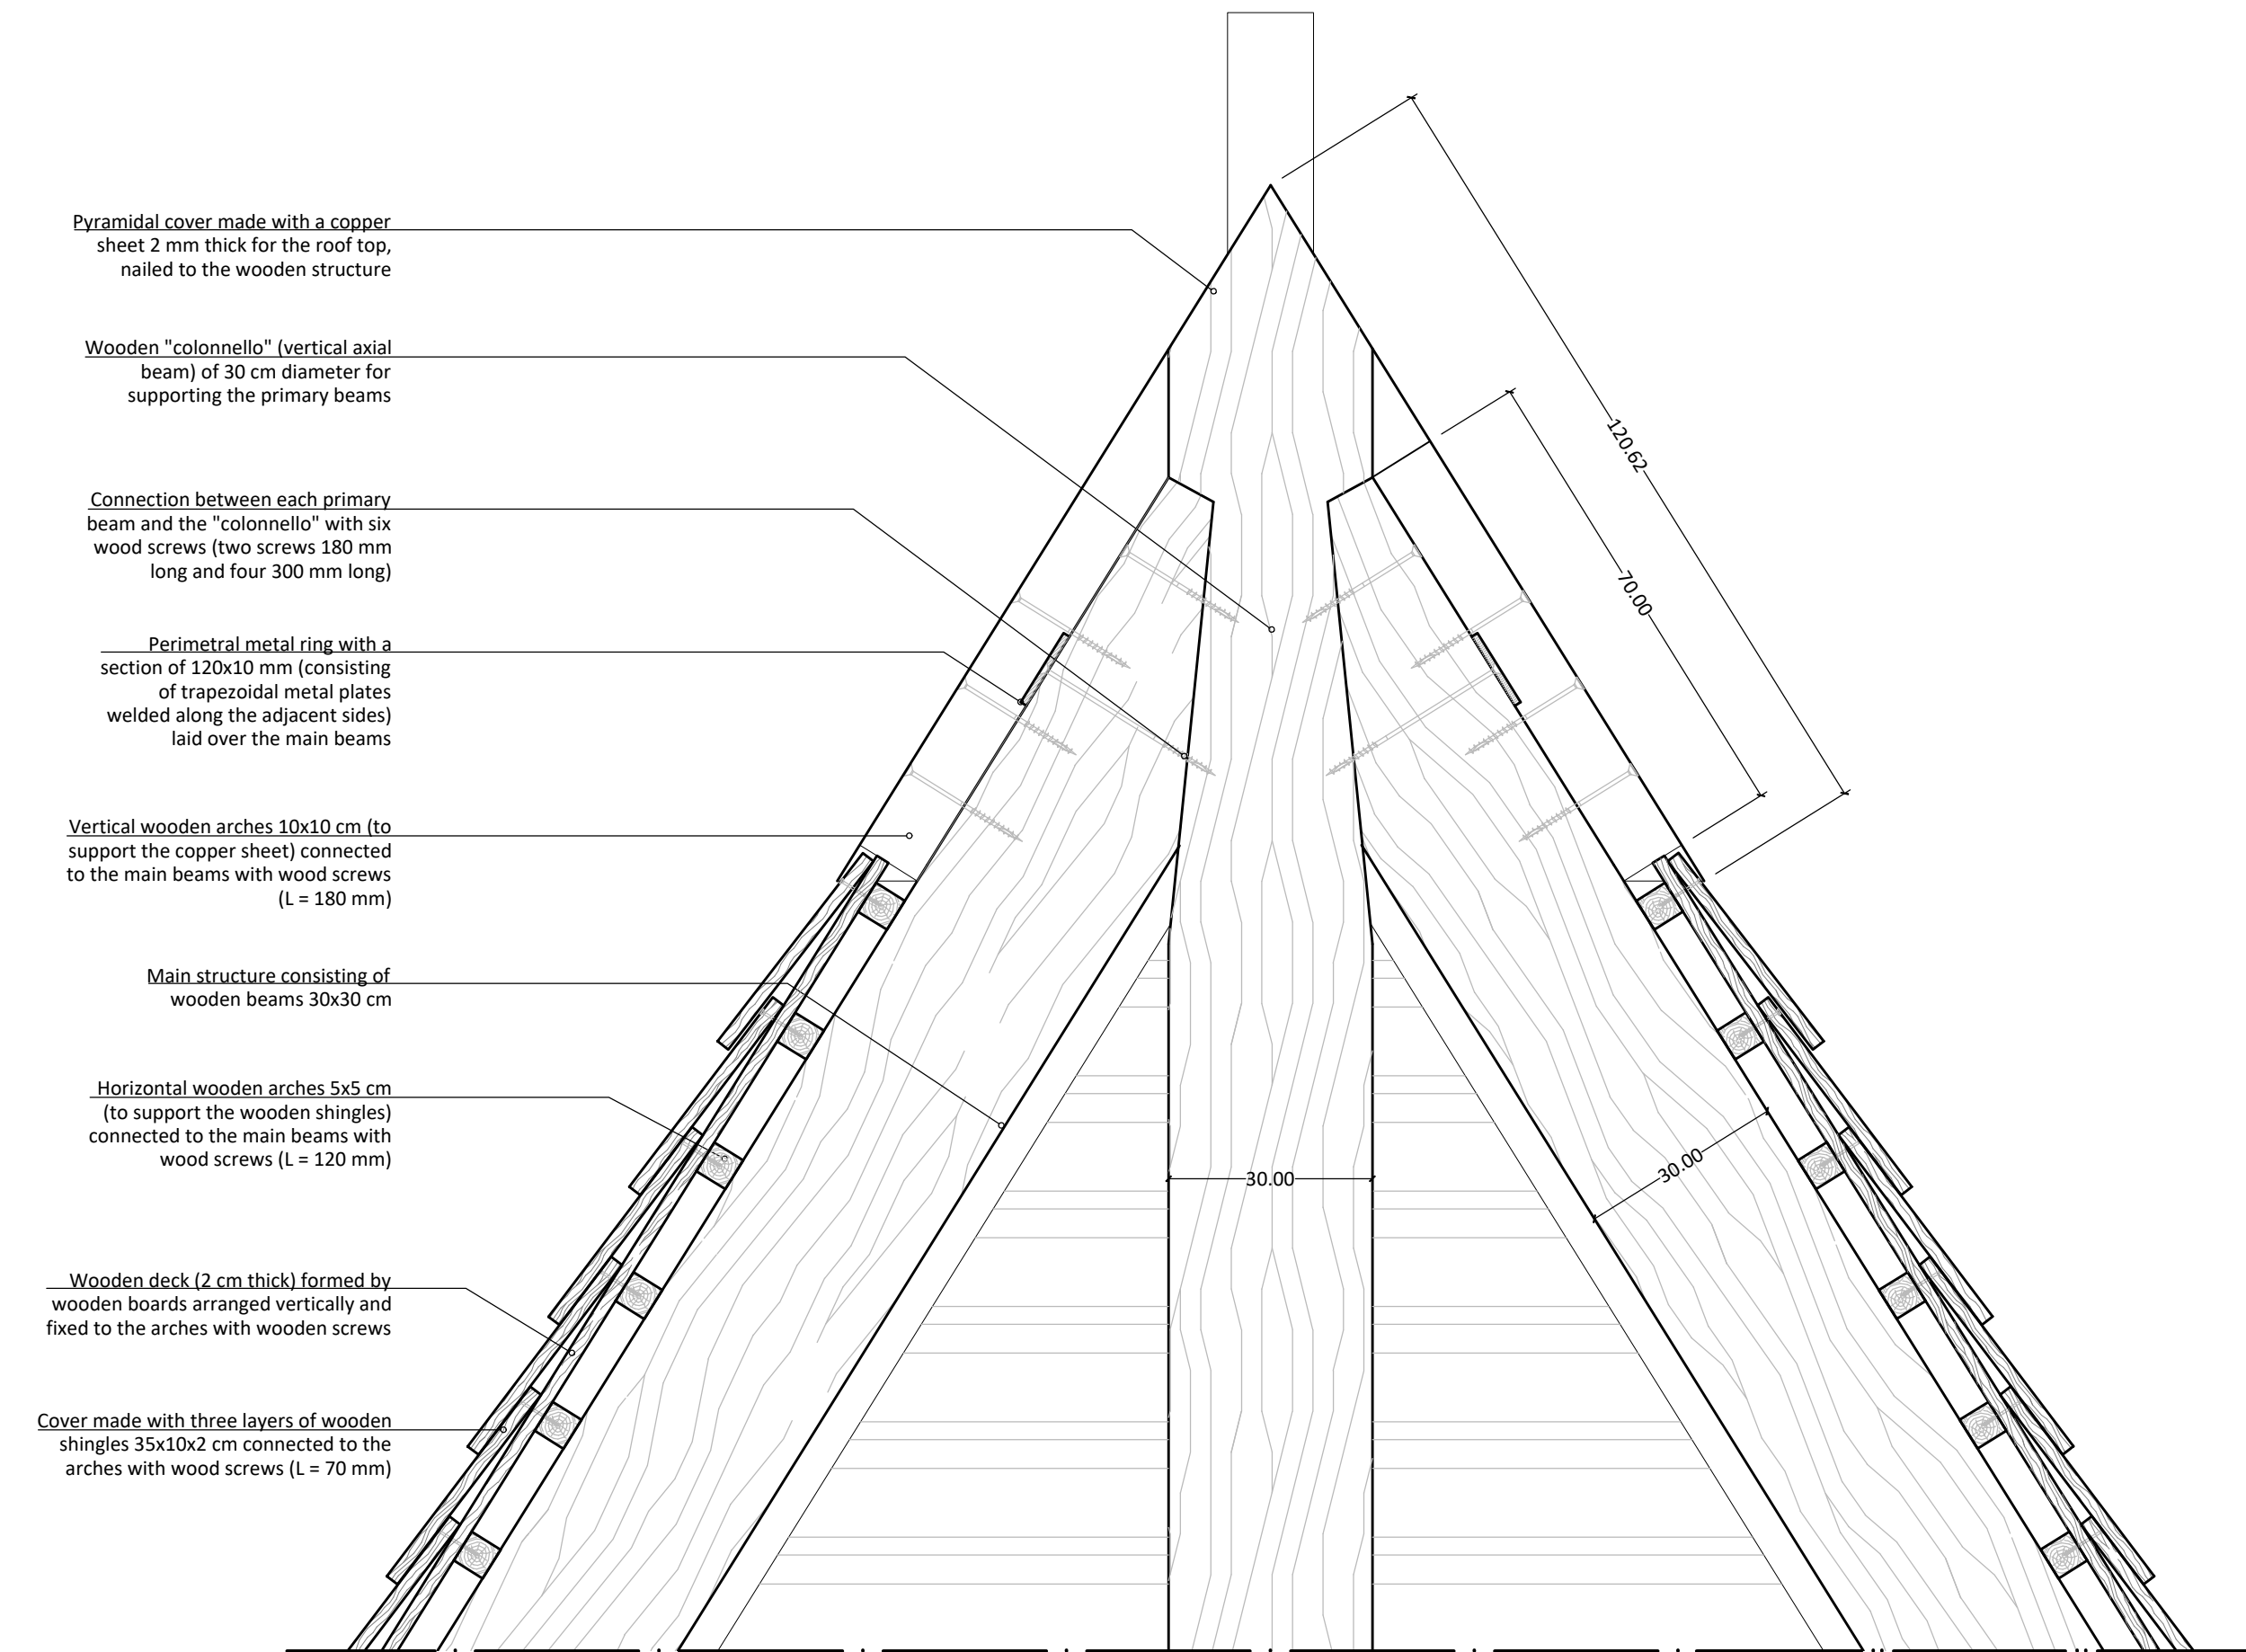 Pyramidal cover made with a copper
sheet 2 mm thick for the roof top,
nailed to the wooden structure
Wooden "colonnello" (vertical axial
beam) of 30 cm diameter for
supporting the primary beams
Connection between each primary
beam and the "colonnello" with six
wood screws (two screws 180 mm
long and four 300 mm long)
Perimetral metal ring with a
section of 120x10 mm (consisting
of trapezoidal metal plates
welded along the adjacent sides)
laid over the main beams
Vertical wooden arches 10x10 cm (to
support the copper sheet) connected
to the main beams with wood screws
(L = 180 mm)
Main structure consisting of
wooden beams 30x30 cm
Horizontal wooden arches 5x5 cm
(to support the wooden shingles)
connected to the main beams with
wood screws (L = 120 mm)
Wooden deck (2 cm thick) formed by
wooden boards arranged vertically and
fixed to the arches with wooden screws
Cover made with three layers of wooden
shingles 35x10x2 cm connected to the
arches with wood screws (L = 70 mm)
120.62
70.00
30.00
30.00